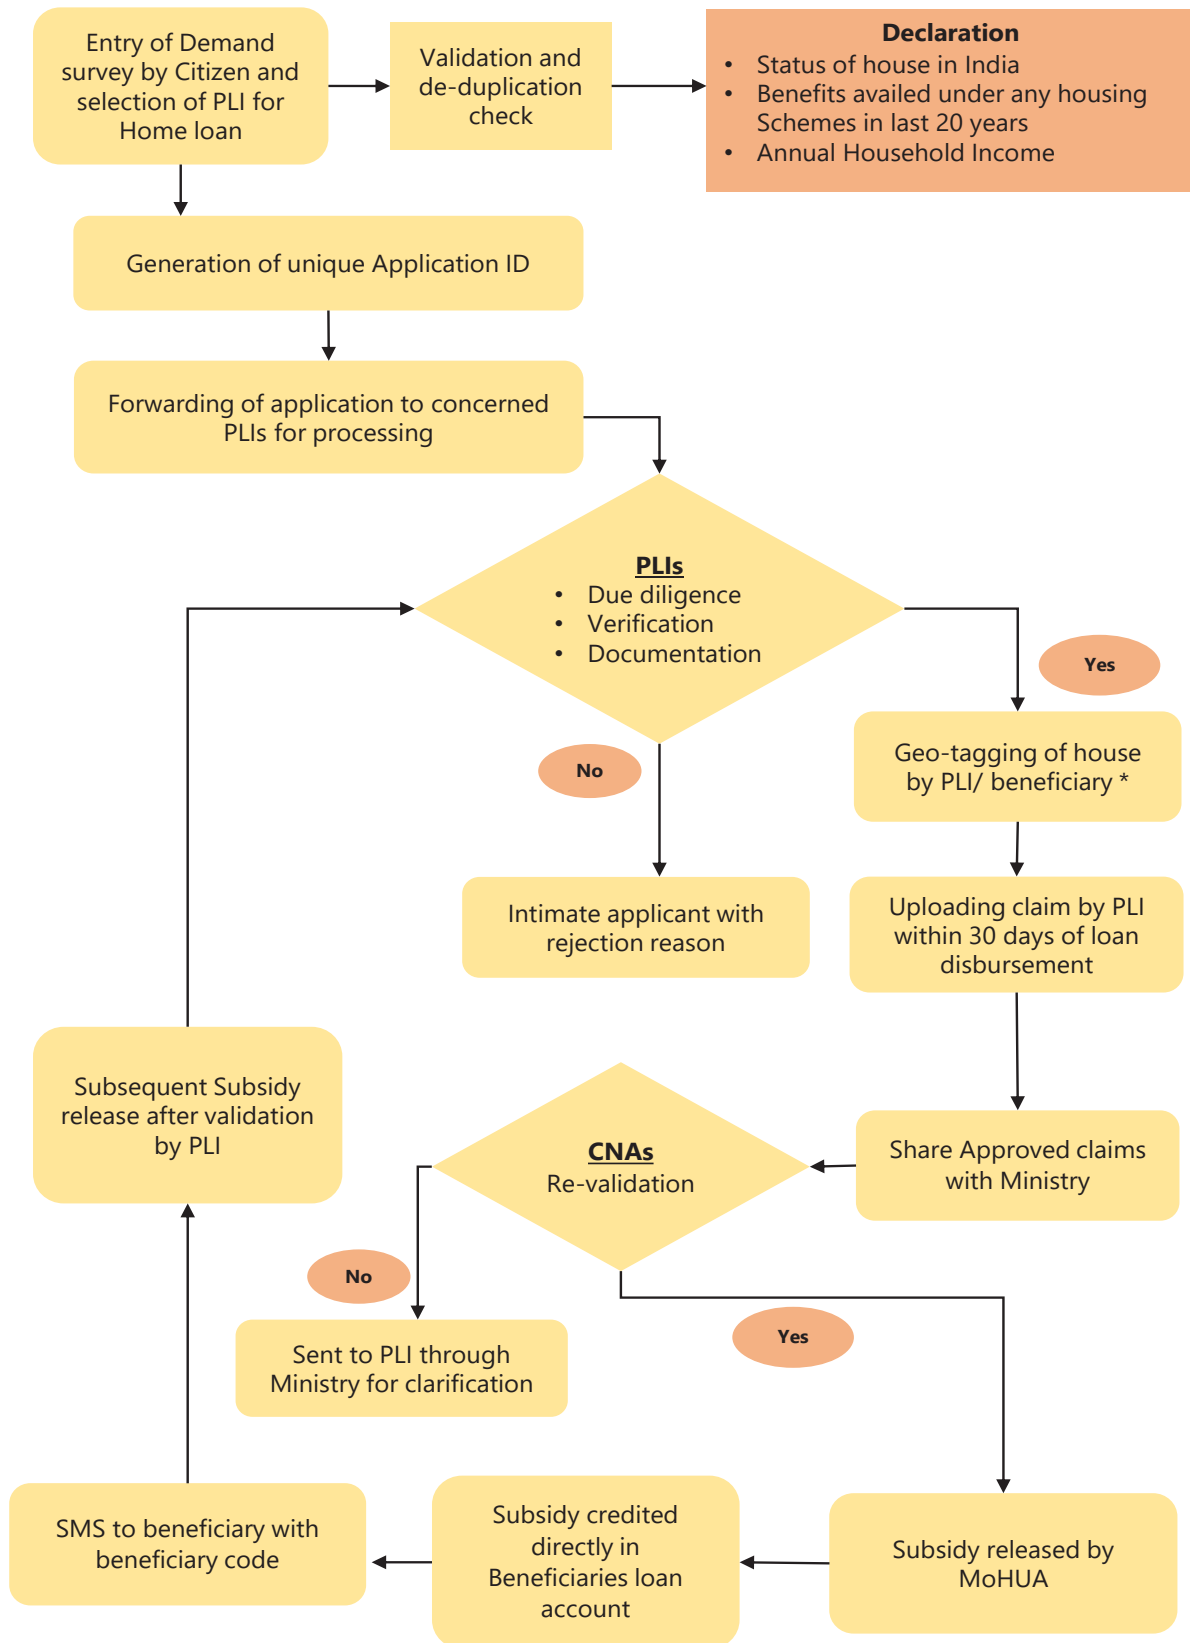 Entry of Demand
survey by Citizen and
selection of PLI for
Home loan
Validation and
de-duplication
check
Declaration
• Status of house in India
• Benefits availed under any housing
Schemes in last 20 years
• Annual Household Income
Generation of unique Application ID
Forwarding of application to concerned
PLIs for processing
PLIs
• Due diligence
• Verification
• Documentation
Yes
No
Geo-tagging of house
by PLI/ beneficiary *
Intimate applicant with
rejection reason
Uploading claim by PLI
within 30 days of loan
disbursement
Subsequent Subsidy
release after validation
by PLI
CNAs
Re-validation
Share Approved claims
with Ministry
No
Yes
Sent to PLI through
Ministry for clarification
SMS to beneficiary with
beneficiary code
Subsidy credited
directly in
Beneficiaries loan
account
Subsidy released by
MoHUA